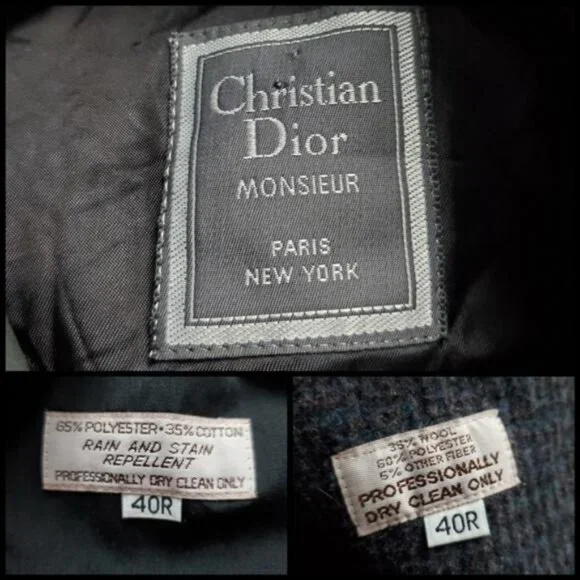 Christian
Dior
MONSIEUR
PARIS
NEW YORK
65% POLYESTER • 35% COTTON
RAIN AND STAIN
REPELLENT
PROFESSIONALLY DRY CLEAN ONLY
40R
35% WOOL
60% POLYESTER
5% OTHER FIBER
PROFESSIONALLY
DRY CLEAN ONLY
40R